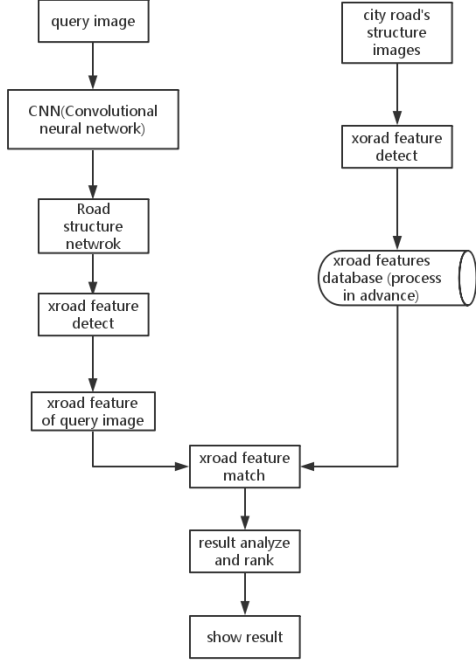 query image
CNN(Convolutional
neural network)
Road
structure
netwrok
xroad feature
detect
xroad feature
of query image
city road's
structure
images
xorad feature
detect
xroad features
database (process
in advance)
xroad feature
match
result analyze
and rank
show result